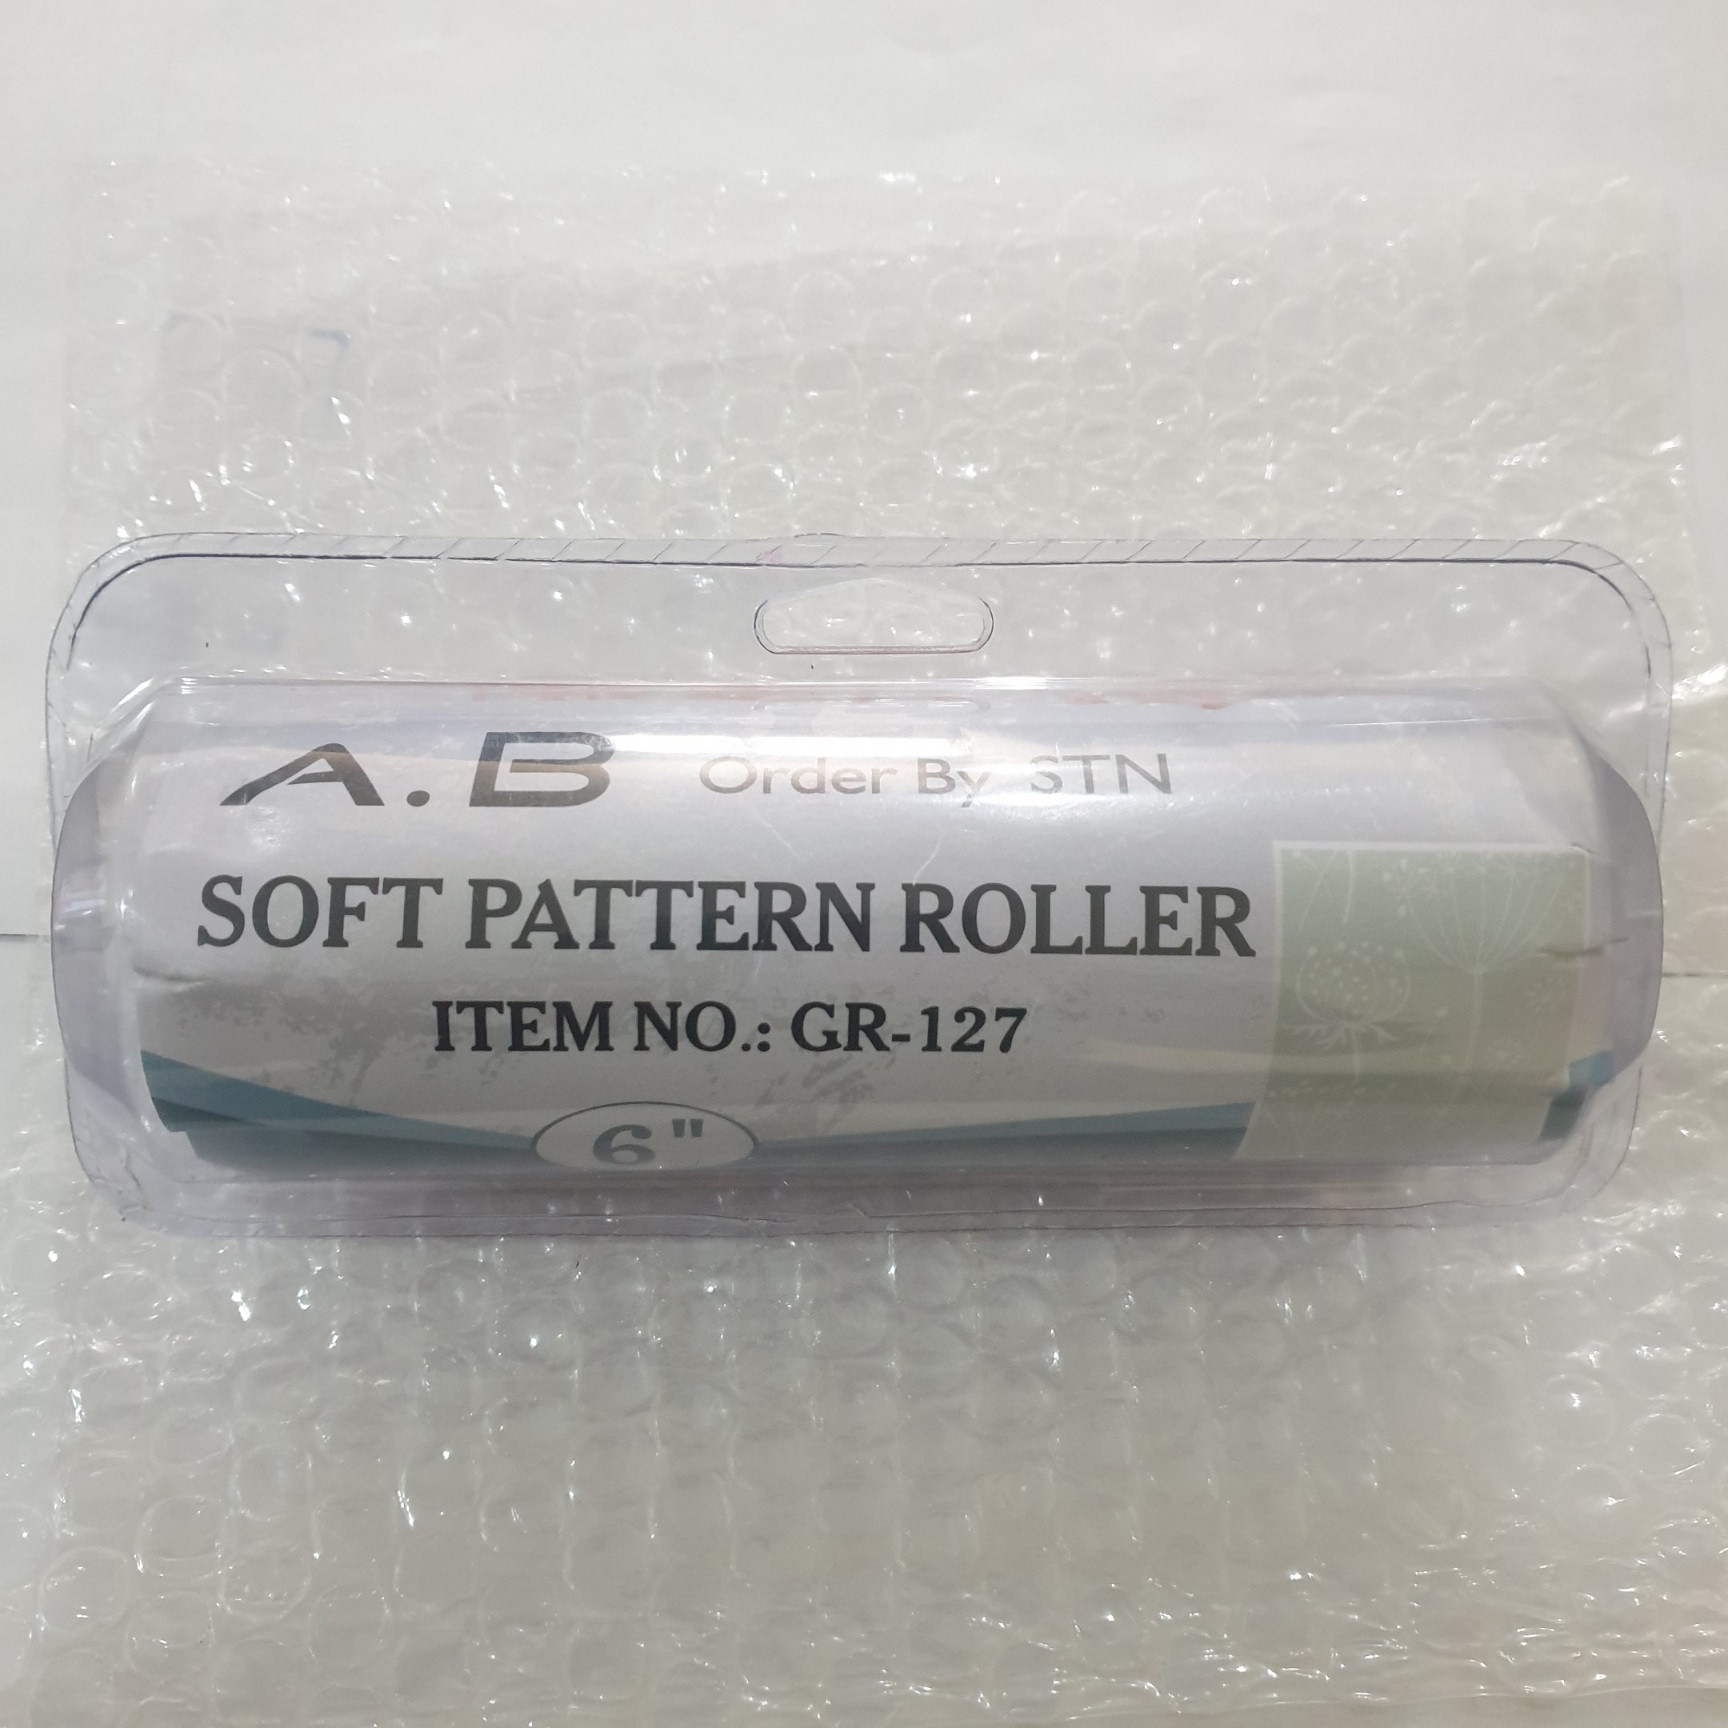 A.B Order By STN
SOFT PATTERN ROLLER
ITEM NO.: GR-127
6"